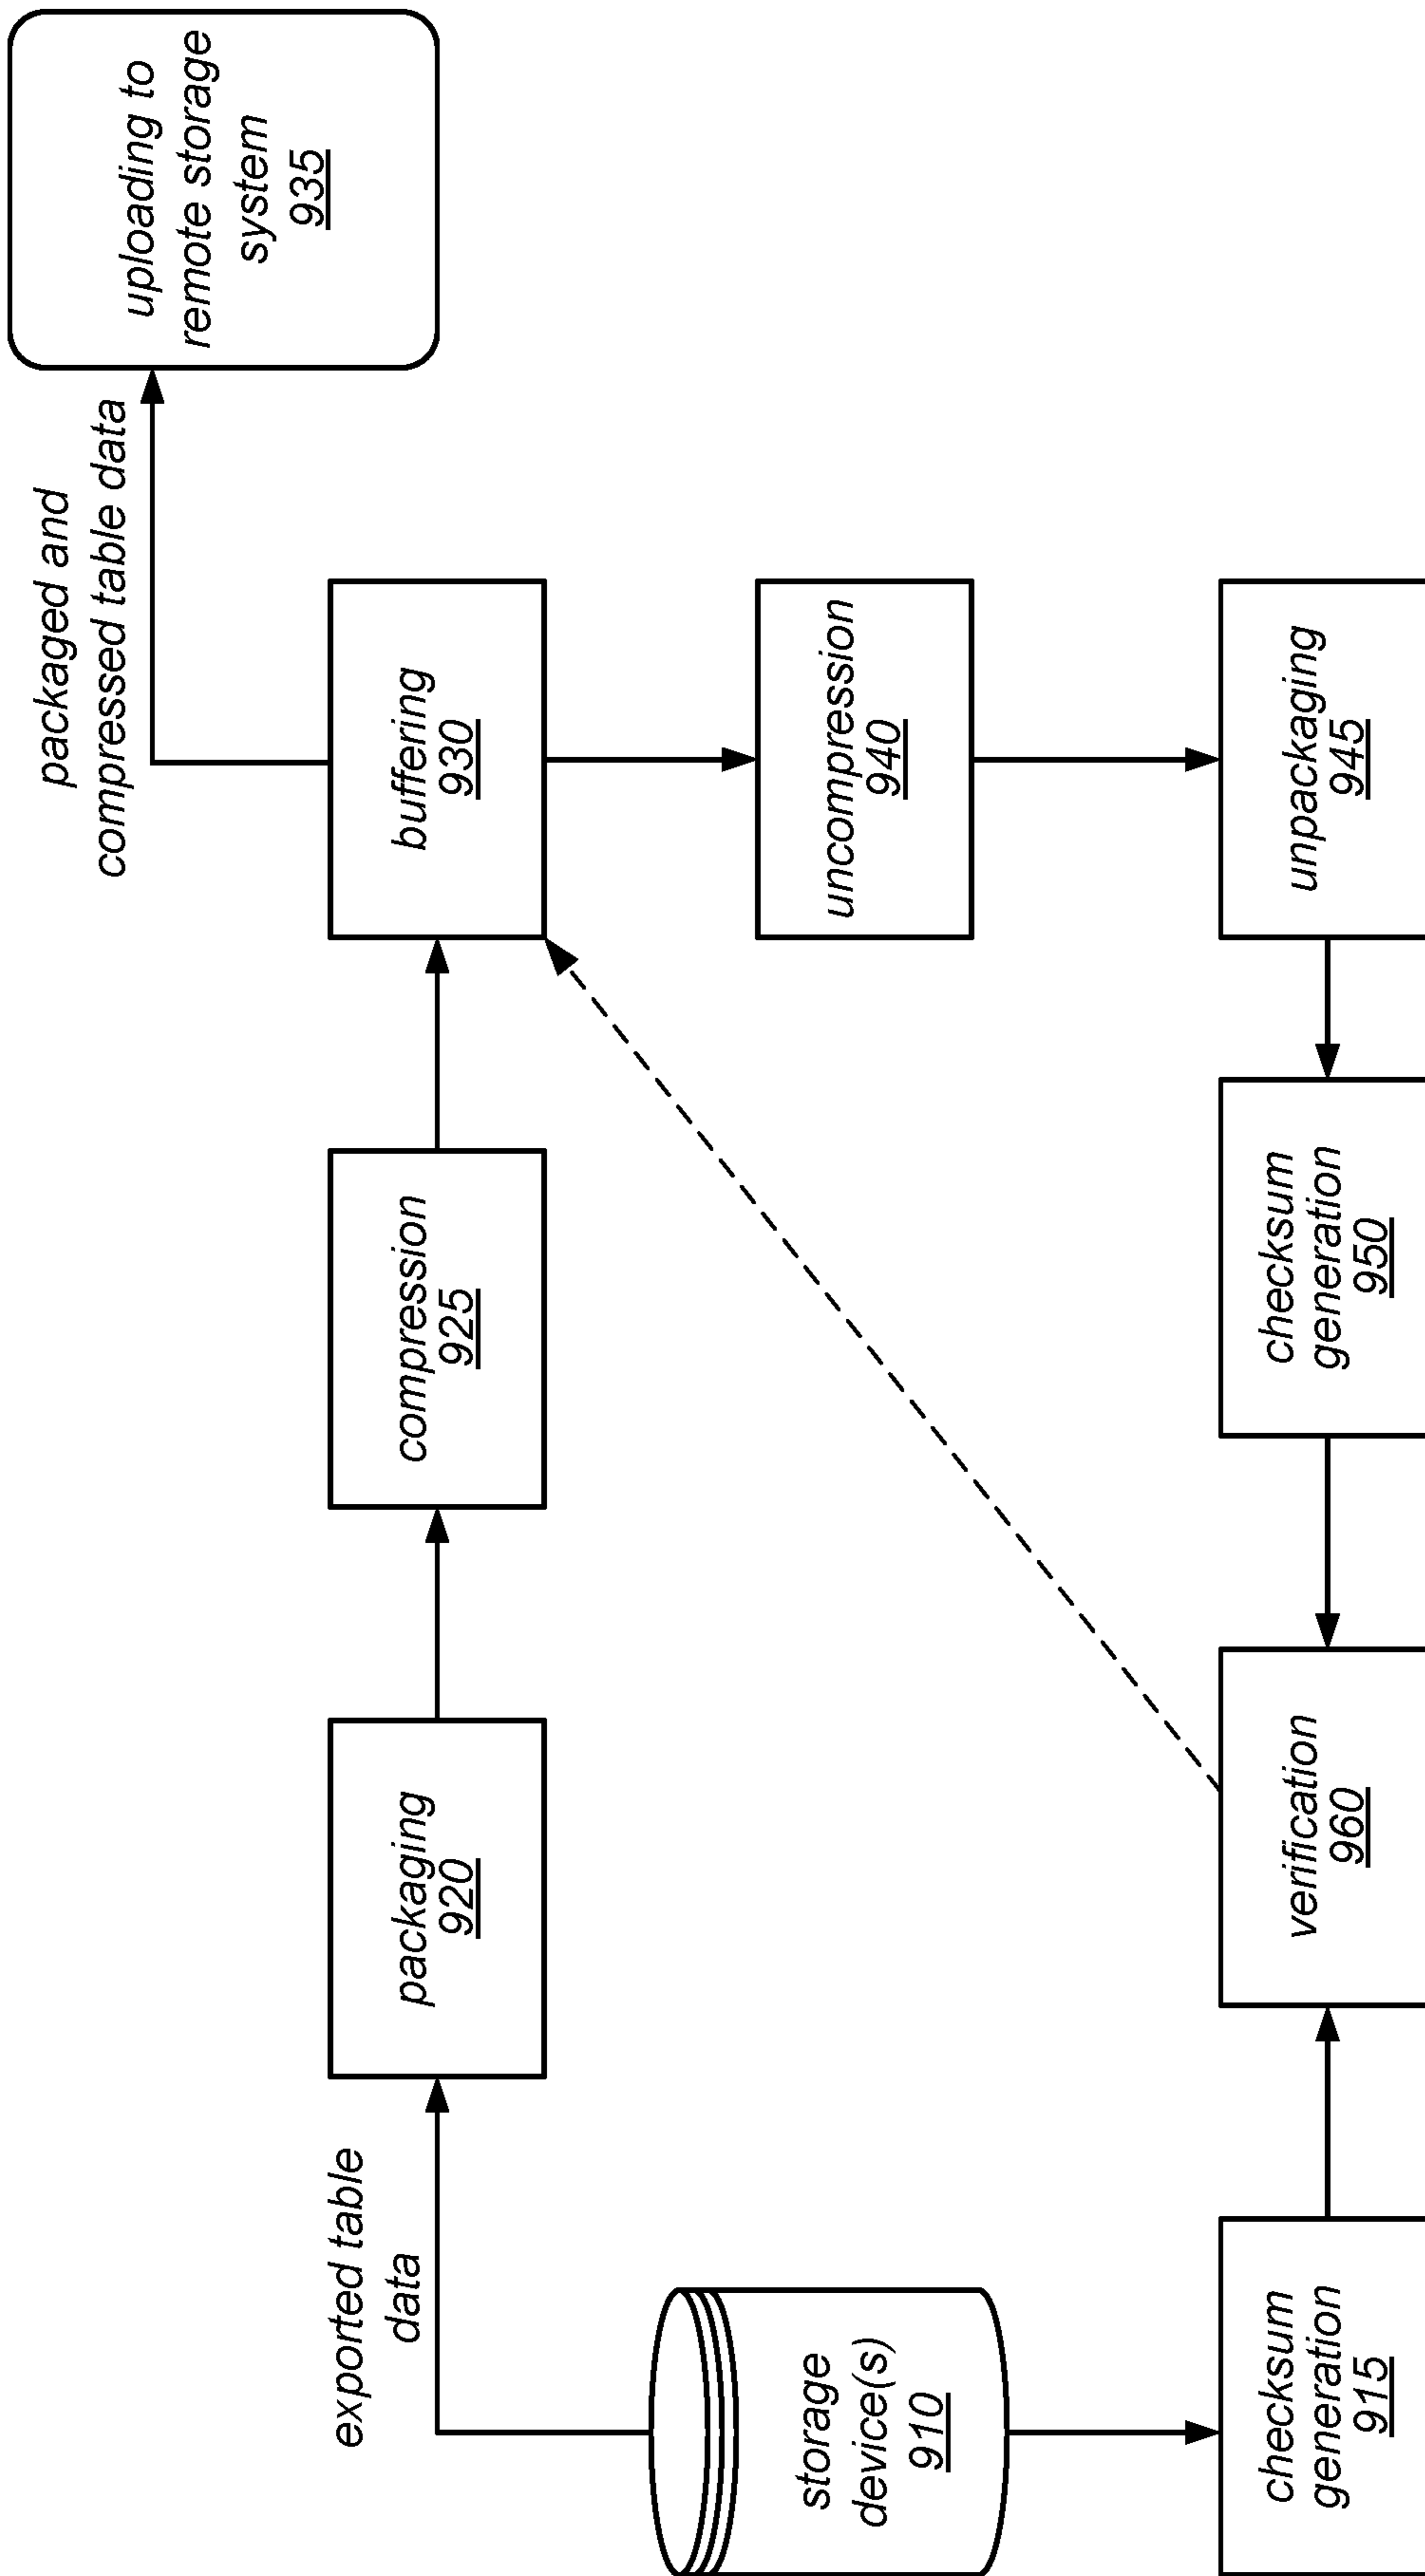 exported table
data
packaging
920
compression
925
buffering
930
packaged and
compressed table data
uploading to
remote storage
system
935
storage
device(s)
910
uncompression
940
checksum
generation
915
verification
960
checksum
generation
950
unpackaging
945